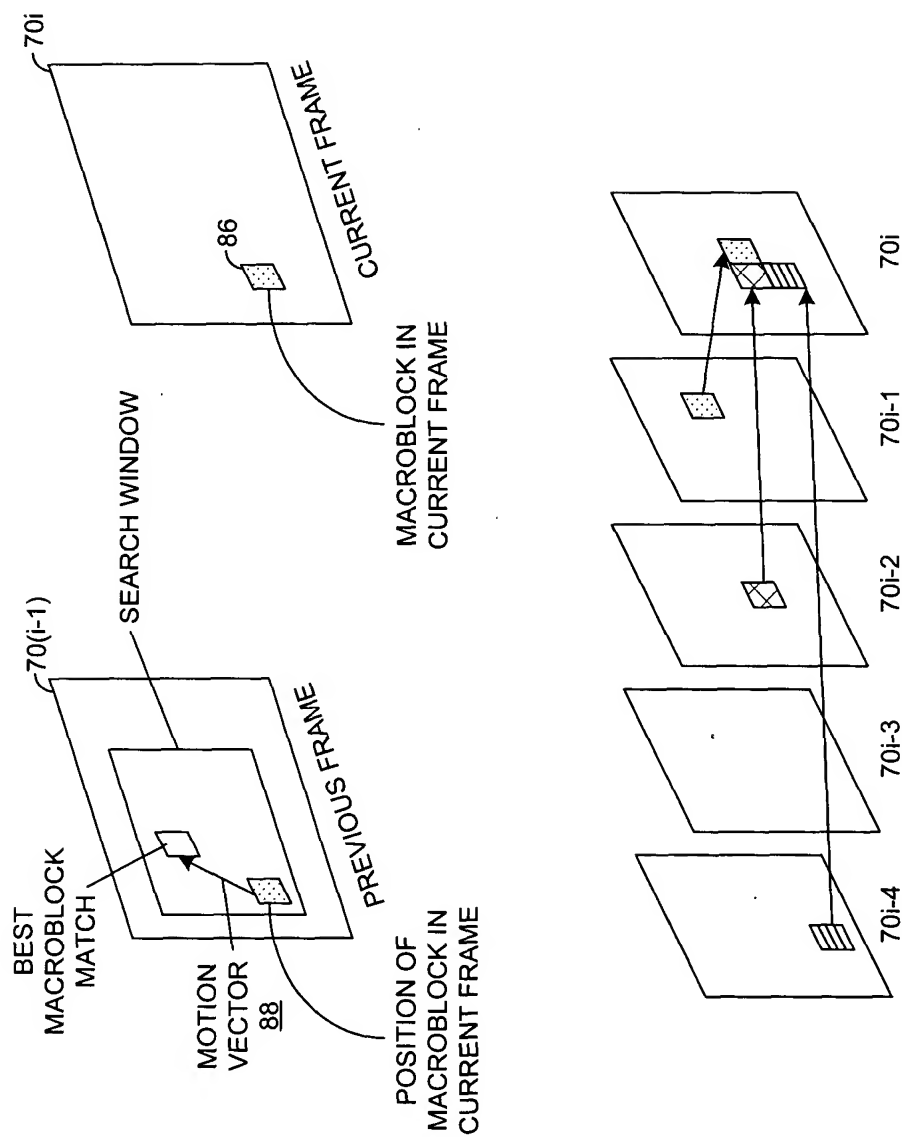 70(i-1)
SEARCH WINDOW
BEST
MACROBLOCK
MATCH
MOTION
VECTOR
88
PREVIOUS FRAME
POSITION OF
MACROBLOCK IN
CURRENT FRAME
70i
86
CURRENT FRAME
MACROBLOCK IN
CURRENT FRAME
70i-4
70i-3
70i-2
70i-1
70i